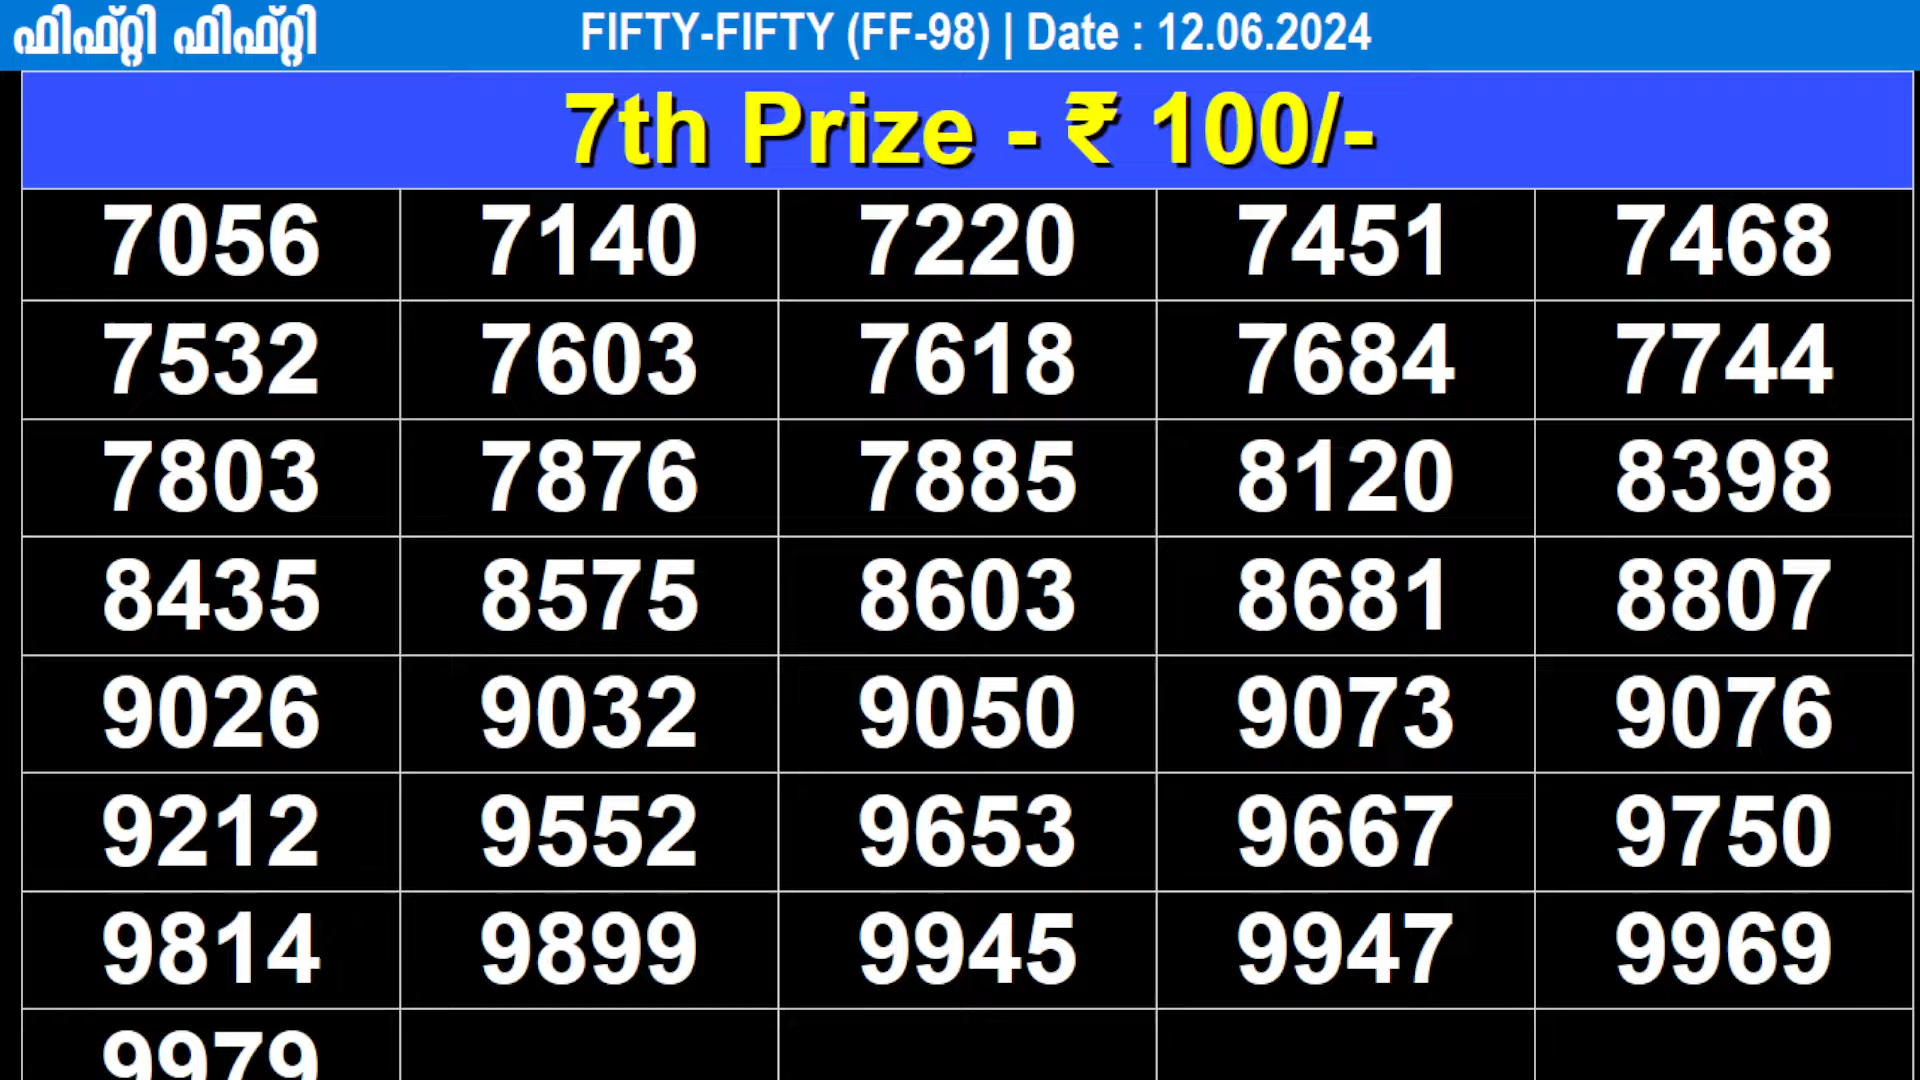 ഫിഫ്റ്റി ഫിഫ്റ്റി FIFTY-FIFTY (FF-98) | Date : 12.06.2024
7th Prize - ₹ 100/-
7056 7140 7220 7451 7468
7532 7603 7618 7684 7744
7803 7876 7885 8120 8398
8435 8575 8603 8681 8807
9026 9032 9050 9073 9076
9212 9552 9653 9667 9750
9814 9899 9945 9947 9969
9979